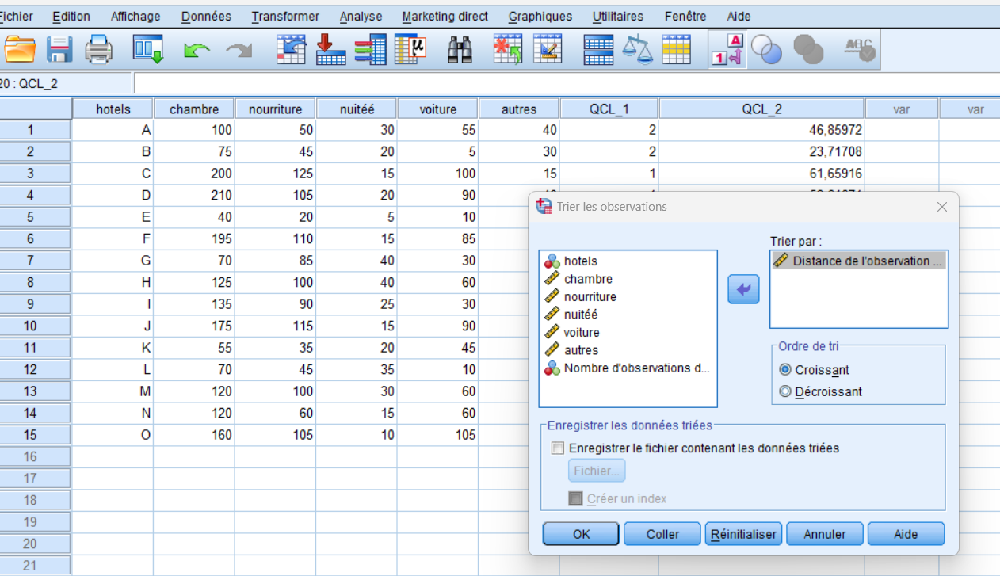 Fichier Edition Affichage Données Transformer Analyse Marketing direct Graphiques Utilitaires Fenêtre Aide
A
1
ABC
20 : QCL_2
hotels chambre nourriture nuitéé voiture autres QCL_1 QCL_2 var var
1 A 100 50 30 55 40 2 46,85972
2 B 75 45 20 5 30 2 23,71708
3 C 200 125 15 100 15 1 61,65916
4 D 210 105 20 90
5 E 40 20 5 10
6 F 195 110 15 85
7 G 70 85 40 30
8 H 125 100 40 60
9 I 135 90 25 30
10 J 175 115 15 90
11 K 55 35 20 45
12 L 70 45 35 10
13 M 120 100 30 60
14 N 120 60 15 60
15 O 160 105 10 105
16
17
18
19
20
21
Trier les observations
hotels
chambre
nourriture
nuitéé
voiture
autres
Nombre d'observations d...
Trier par :
Distance de l'observation ...
Ordre de tri
Croissant
Décroissant
Enregistrer les données triées
Enregistrer le fichier contenant les données triées
Fichier...
Créer un index
OK Coller Réinitialiser Annuler Aide